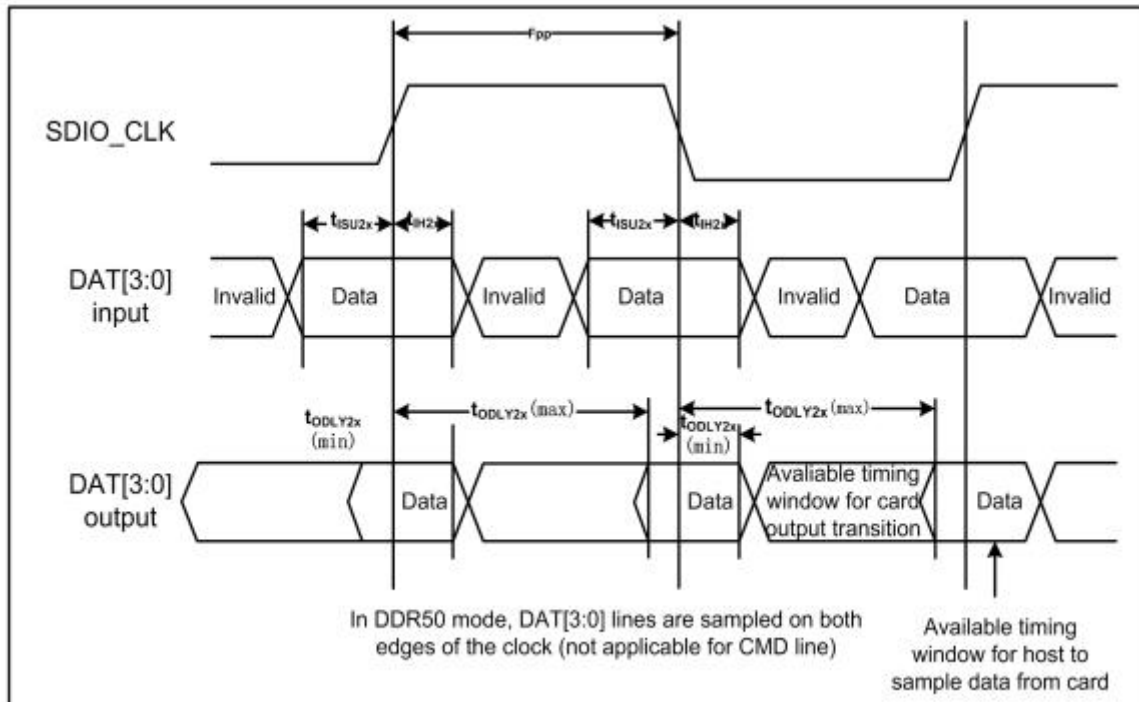 FPP
SDIO_CLK
tISU2x
tIH2x
tISU2x
tIH2x
DAT[3:0]
input
Invalid
Data
Invalid
Data
Invalid
Data
Invalid
tODLY2x
(min)
tODLY2x(max)
tODLY2x(max)
tODLY2x
(min)
DAT[3:0]
output
Data
Data
Avaliable timing
window for card
output transition
Data
In DDR50 mode, DAT[3:0] lines are sampled on both
edges of the clock (not applicable for CMD line)
Available timing
window for host to
sample data from card